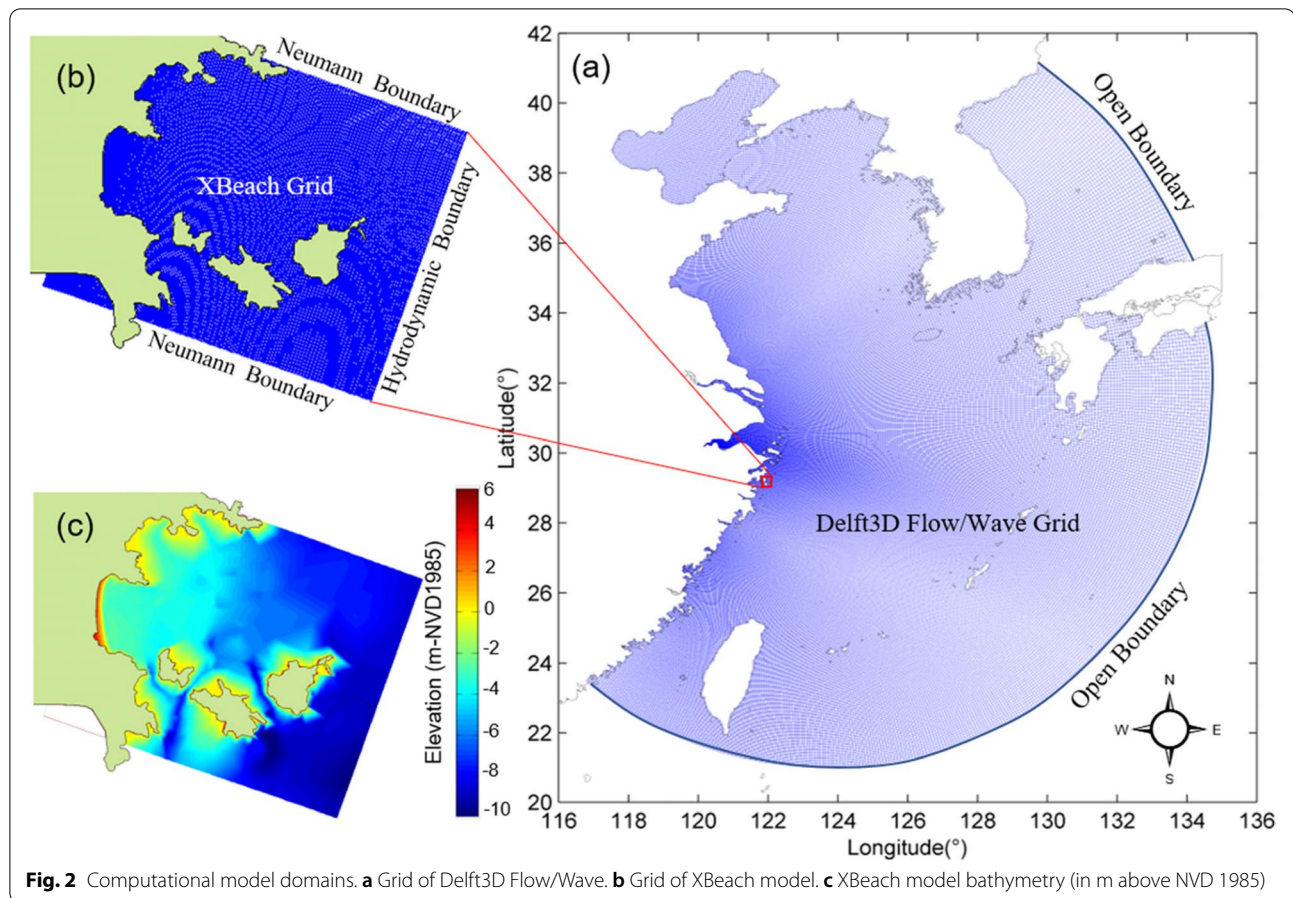 (b)
Neumann Boundary
XBeach Grid
Hydrodynamic Boundary
Neumann Boundary
(c)
6
4
2
0
-2
-4
-6
-8
-10
Elevation (m-NVD1985)
(a)
42
40
38
36
34
32
30
28
26
24
22
20
Latitude(°)
Open Boundary
Delft3D Flow/Wave Grid
Open Boundary
N
W
E
S
116 118 120 122 124 126 128 130 132 134 136
Longitude(°)
Fig. 2 Computational model domains. a Grid of Delft3D Flow/Wave. b Grid of XBeach model. c XBeach model bathymetry (in m above NVD 1985)